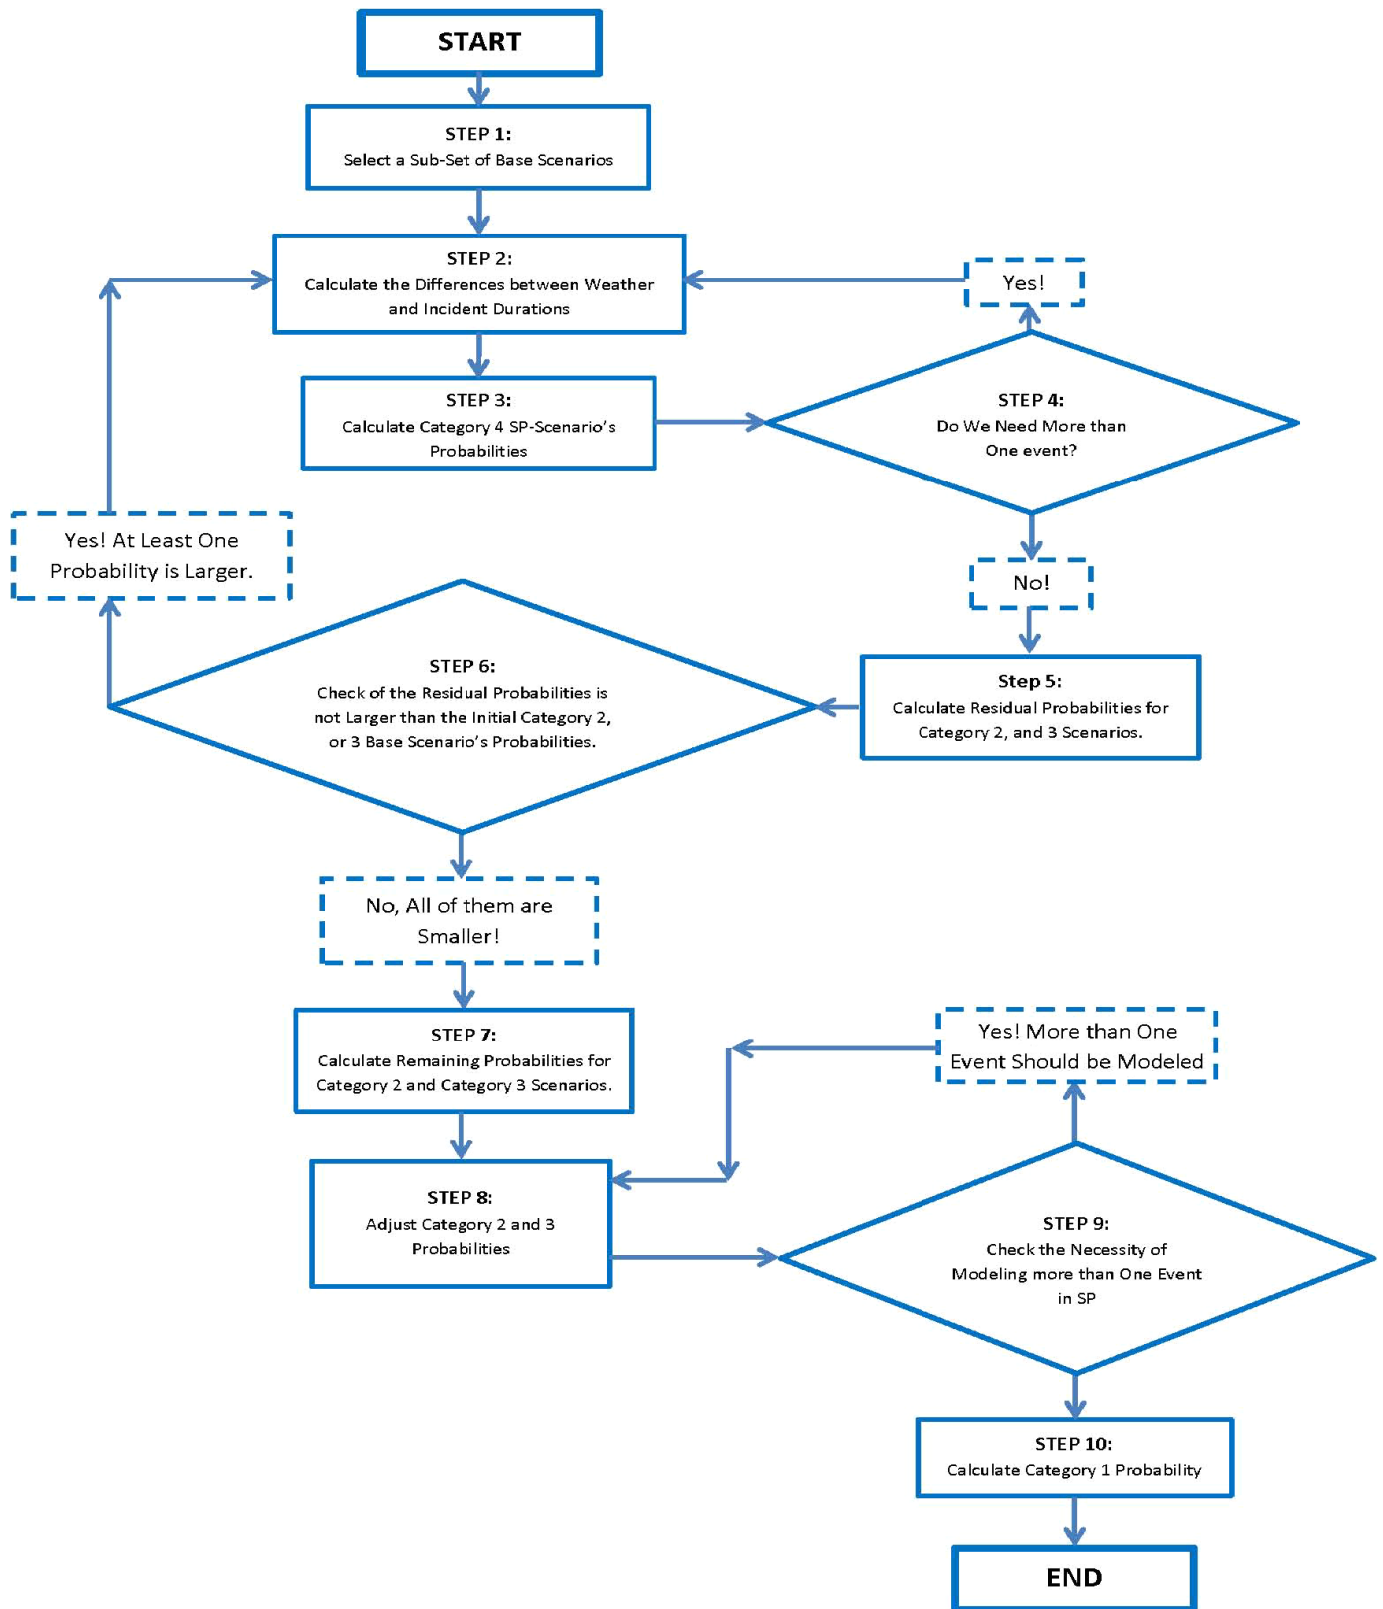 START
STEP 1:
Select a Sub-Set of Base Scenarios
STEP 2:
Calculate the Differences between Weather
and Incident Durations
Yes!
STEP 3:
Calculate Category 4 SP-Scenario's
Probabilities
STEP 4:
Do We Need More than
One event?
Yes! At Least One
Probability is Larger.
No!
STEP 6:
Check of the Residual Probabilities is
not Larger than the Initial Category 2,
or 3 Base Scenario's Probabilities.
Step 5:
Calculate Residual Probabilities for
Category 2, and 3 Scenarios.
No, All of them are
Smaller!
STEP 7:
Calculate Remaining Probabilities for
Category 2 and Category 3 Scenarios.
Yes! More than One
Event Should be Modeled
STEP 8:
Adjust Category 2 and 3
Probabilities
STEP 9:
Check the Necessity of
Modeling more than One Event
in SP
STEP 10:
Calculate Category 1 Probability
END